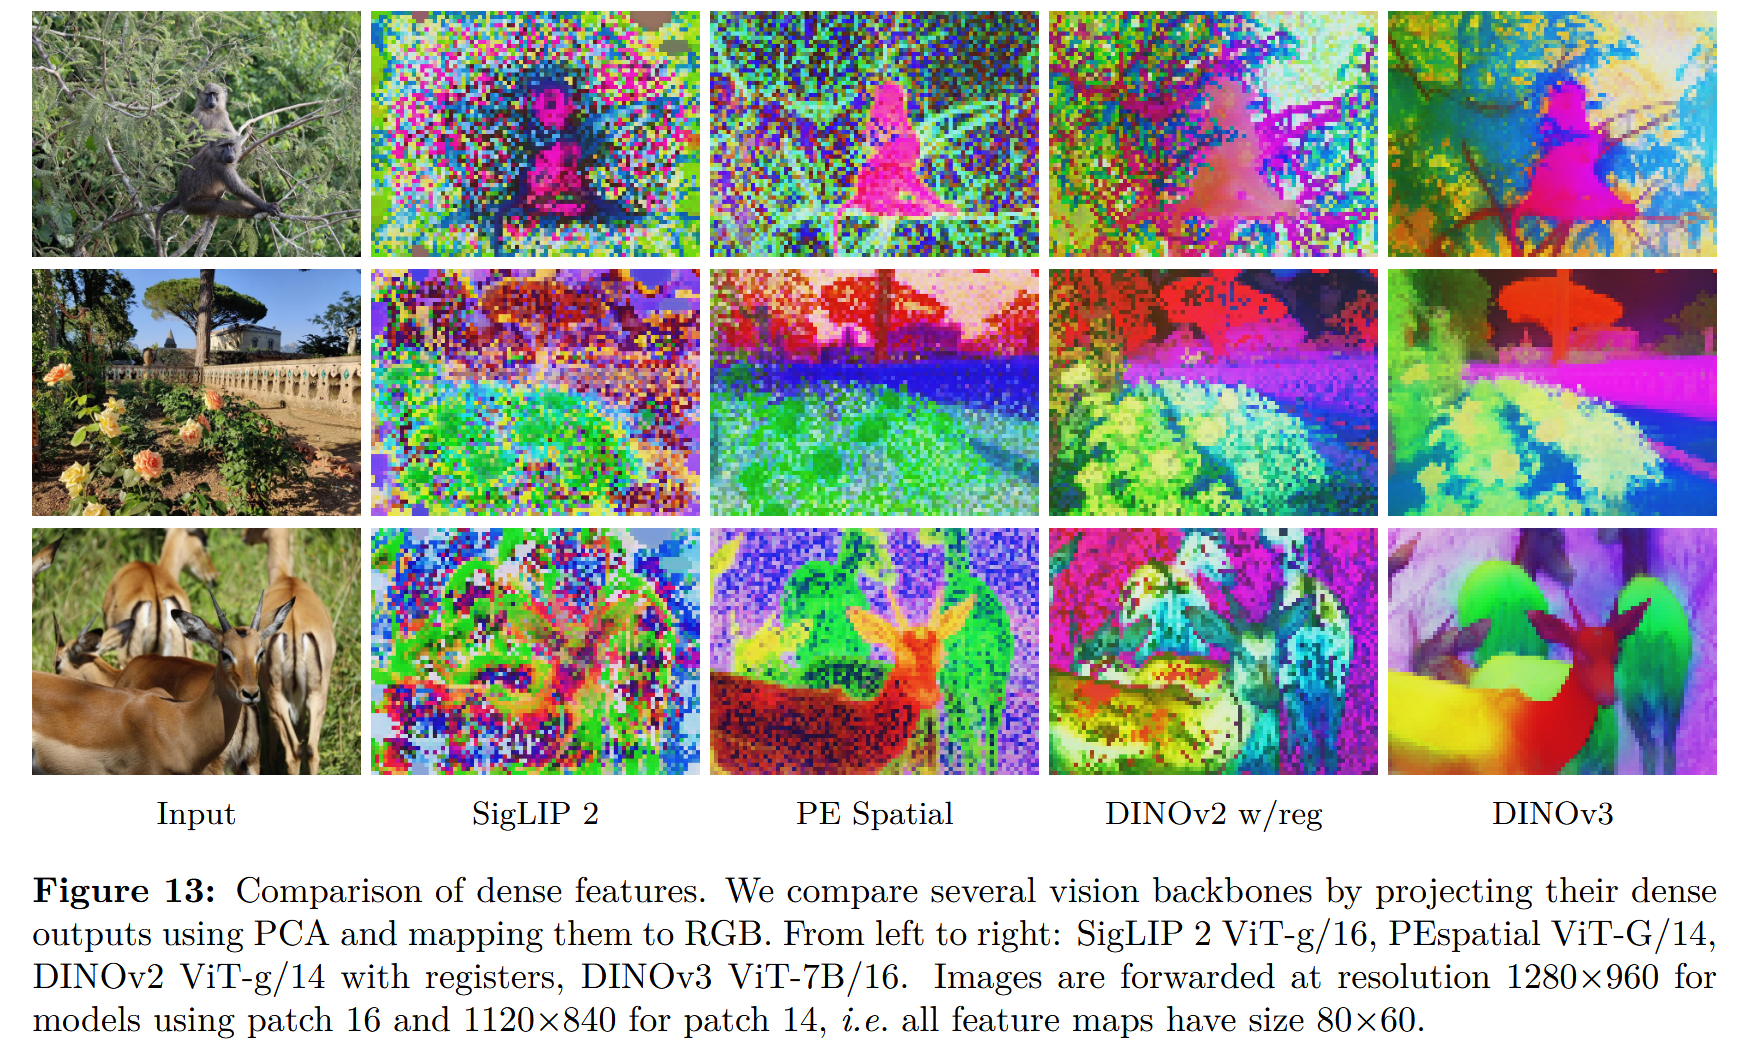 Input SigLIP 2 PE Spatial DINOv2 w/reg DINOv3
Figure 13: Comparison of dense features. We compare several vision backbones by projecting their dense
outputs using PCA and mapping them to RGB. From left to right: SigLIP 2 ViT-g/16, PEspatial ViT-G/14,
DINOv2 ViT-g/14 with registers, DINOv3 ViT-7B/16. Images are forwarded at resolution 1280×960 for
models using patch 16 and 1120×840 for patch 14, i.e. all feature maps have size 80×60.